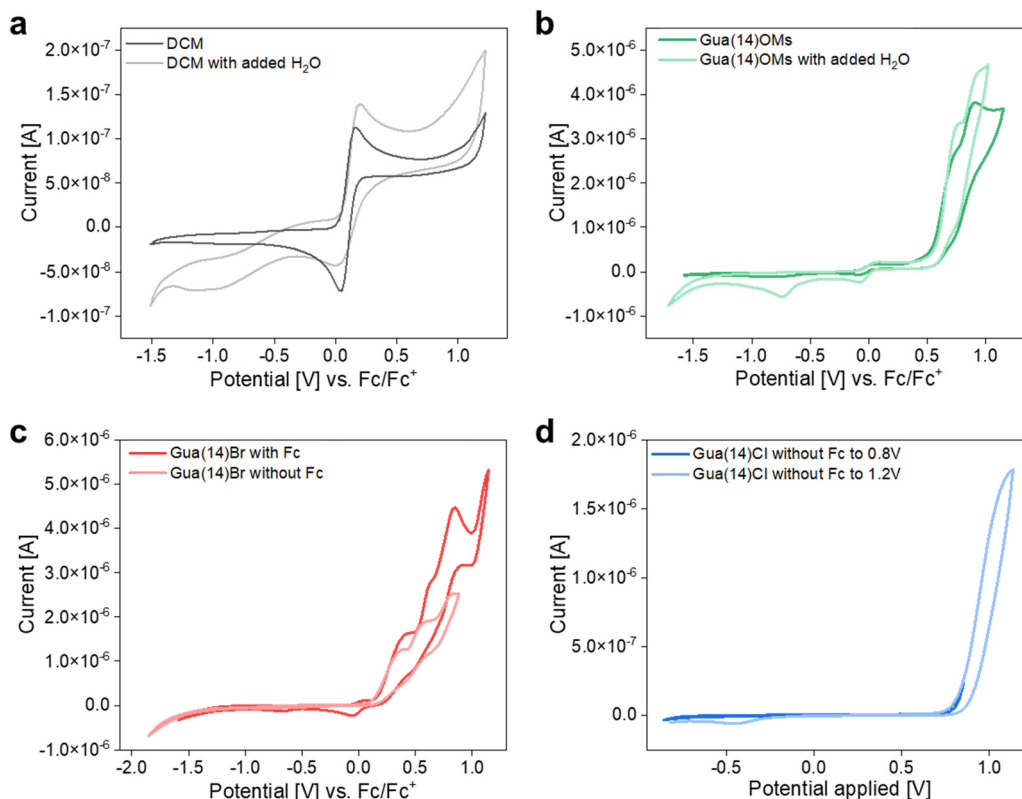 a
DCM
DCM with added H₂O
2.0×10⁻⁷
1.5×10⁻⁷
1.0×10⁻⁷
5.0×10⁻⁸
0.0
-5.0×10⁻⁸
-1.0×10⁻⁷
Current [A]
-1.5 -1.0 -0.5 0.0 0.5 1.0
Potential [V] vs. Fc/Fc⁺
b
Gua(14)OMs
Gua(14)OMs with added H₂O
5.0×10⁻⁶
4.0×10⁻⁶
3.0×10⁻⁶
2.0×10⁻⁶
1.0×10⁻⁶
0.0
-1.0×10⁻⁶
Current [A]
-1.5 -1.0 -0.5 0.0 0.5 1.0
Potential [V] vs. Fc/Fc⁺
c
Gua(14)Br with Fc
Gua(14)Br without Fc
6.0×10⁻⁶
5.0×10⁻⁶
4.0×10⁻⁶
3.0×10⁻⁶
2.0×10⁻⁶
1.0×10⁻⁶
0.0
-1.0×10⁻⁶
Current [A]
-2.0 -1.5 -1.0 -0.5 0.0 0.5 1.0
Potential [V] vs. Fc/Fc⁺
d
Gua(14)Cl without Fc to 0.8V
Gua(14)Cl without Fc to 1.2V
2.0×10⁻⁶
1.5×10⁻⁶
1.0×10⁻⁶
5.0×10⁻⁷
0.0
Current [A]
-0.5 0.0 0.5 1.0
Potential applied [V]